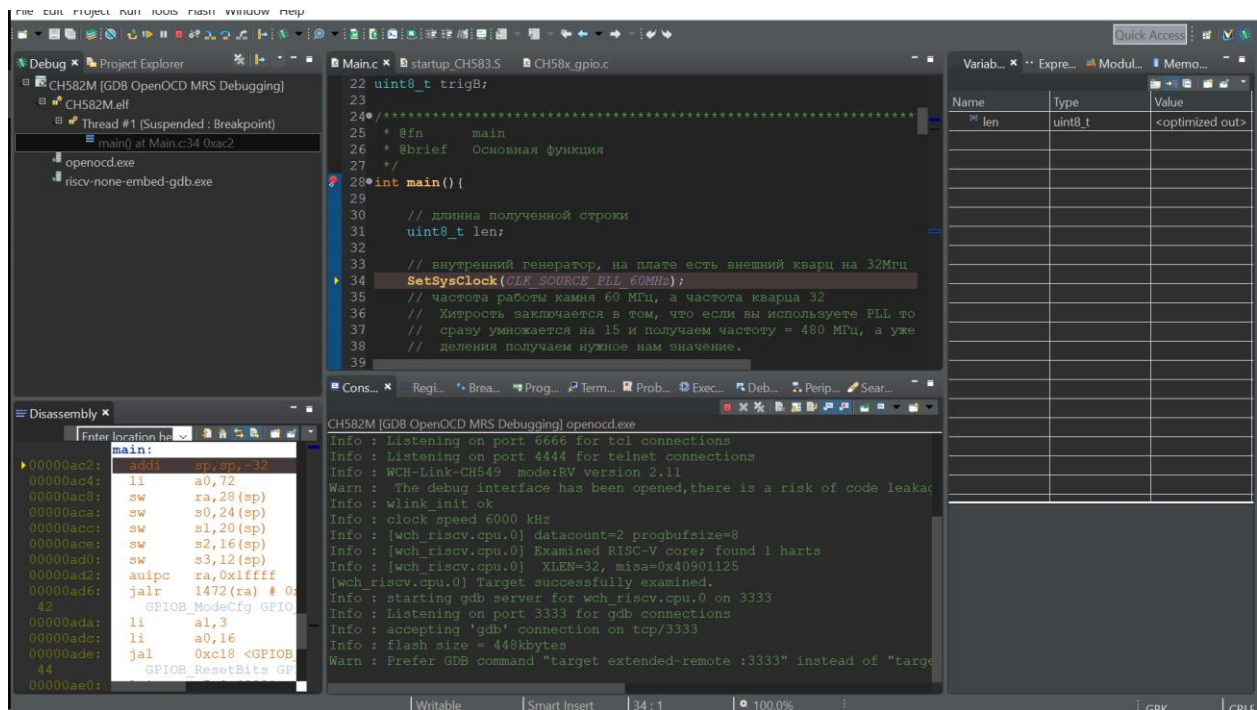 File Edit Project Run Tools Flash Window Help
Quick Access
Debug
Project Explorer
CH582M [GDB OpenOCD MRS Debugging]
CH582M.elf
Thread #1 (Suspended : Breakpoint)
main() at Main.c:34 0xac2
openocd.exe
riscv-none-embed-gdb.exe
Main.c
startup_CH583.S
CH58x_gpio.c
22 uint8_t trigB;
23
24 /*******************************************************************************
25 * @fn main
26 * @brief Основная функция
27 */
28 int main(){
29
30 // длинна полученной строки
31 uint8_t len;
32
33 // внутренний генератор, на плате есть внешний кварц на 32Мгц
34 SetSysClock(CLK_SOURCE_PLL_60MHz);
35 // частота работы камня 60 МГц, а частота кварца 32
36 // Хитрость заключается в том, что если вы используете PLL то
37 // сразу умножается на 15 и получаем частоту = 480 МГц, а уже
38 // деления получаем нужное нам значение.
39
Variab...
Expre...
Modul...
Memo...
Name Type Value
len uint8_t <optimized out>
Disassembly
Enter location he
main:
00000ac2: addi sp,sp,-32
00000ac4: li a0,72
00000ac8: sw ra,28(sp)
00000aca: sw s0,24(sp)
00000acc: sw s1,20(sp)
00000ace: sw s2,16(sp)
00000ad0: sw s3,12(sp)
00000ad2: auipc ra,0x1ffff
00000ad6: jalr 1472(ra) # 0
42 GPIOB_ModeCfg GPIO
00000ada: li a1,3
00000adc: li a0,16
00000ade: jal 0xc18 <GPIOB
44 GPIOB_ResetBits GP
00000ae0:
Cons...
Regi...
Brea...
Prog...
Term...
Prob...
Exec...
Deb...
Perip...
Sear...
CH582M [GDB OpenOCD MRS Debugging] openocd.exe
Info : Listening on port 6666 for tcl connections
Info : Listening on port 4444 for telnet connections
Info : WCH-Link-CH549 mode:RV version 2.11
Warn : The debug interface has been opened,there is a risk of code leakag
Info : wlink_init ok
Info : clock speed 6000 kHz
Info : [wch_riscv.cpu.0] datacount=2 progbufsize=8
Info : [wch_riscv.cpu.0] Examined RISC-V core; found 1 harts
Info : [wch_riscv.cpu.0] XLEN=32, misa=0x40901125
[wch_riscv.cpu.0] Target successfully examined.
Info : starting gdb server for wch_riscv.cpu.0 on 3333
Info : Listening on port 3333 for gdb connections
Info : accepting 'gdb' connection on tcp/3333
Info : flash size = 448kbytes
Warn : Prefer GDB command "target extended-remote :3333" instead of "targe
Writable
Smart Insert
34 : 1
100.0%
GBK